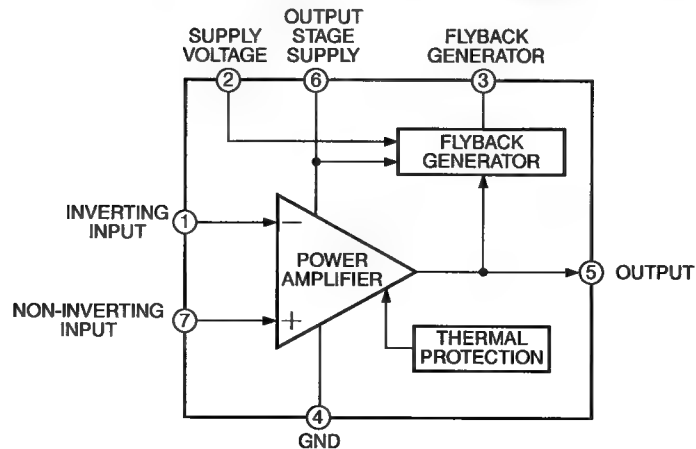 SUPPLY
VOLTAGE
2
OUTPUT
STAGE
SUPPLY
6
FLYBACK
GENERATOR
3
FLYBACK
GENERATOR
INVERTING
INPUT
1
−
POWER
AMPLIFIER
5
OUTPUT
NON-INVERTING
INPUT
7
+
THERMAL
PROTECTION
4
GND